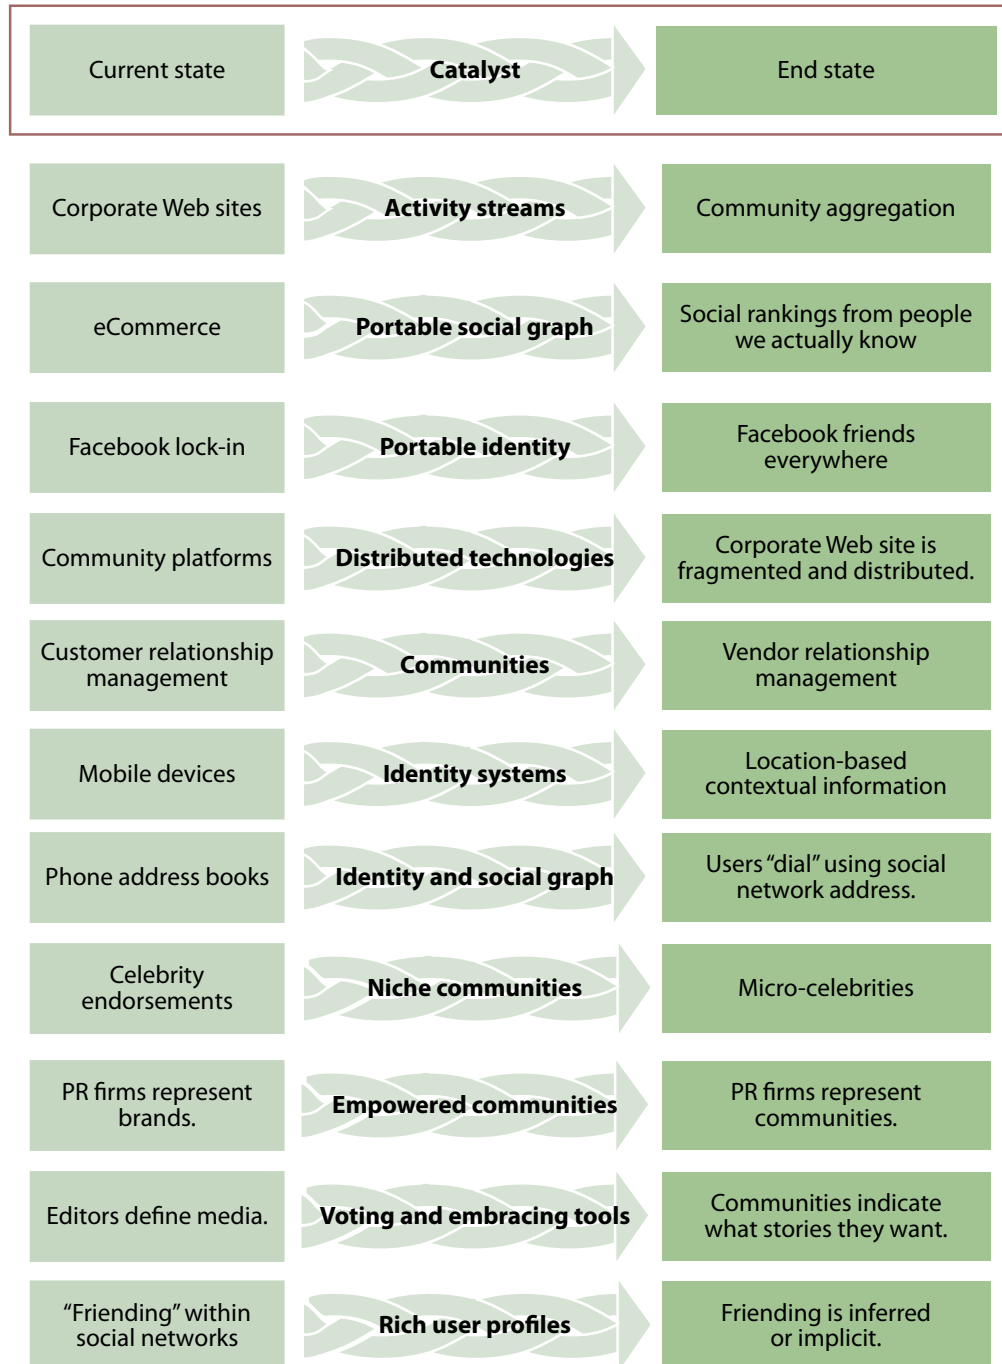 Current state
Catalyst
End state
Corporate Web sites
Activity streams
Community aggregation
eCommerce
Portable social graph
Social rankings from people
we actually know
Facebook lock-in
Portable identity
Facebook friends
everywhere
Community platforms
Distributed technologies
Corporate Web site is
fragmented and distributed.
Customer relationship
management
Communities
Vendor relationship
management
Mobile devices
Identity systems
Location-based
contextual information
Phone address books
Identity and social graph
Users “dial” using social
network address.
Celebrity
endorsements
Niche communities
Micro-celebrities
PR firms represent
brands.
Empowered communities
PR firms represent
communities.
Editors define media.
Voting and embracing tools
Communities indicate
what stories they want.
“Friending” within
social networks
Rich user profiles
Friending is inferred
or implicit.